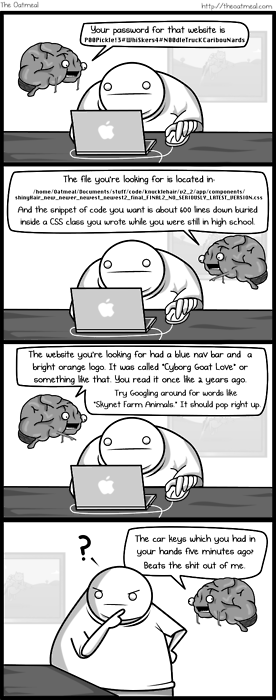 The Oatmeal
http://theoatmeal.com
Your password for that website is
P00Pickle!3#WhiSkers4#N00dleTrucKCaribouNards
The file you're looking for is located in:
/home/Oatmeal/Documents/stuff/code/knucklehair/v2_2/app/components/
shinyHair_new_newer_newest_newest2_final_FINAL2_NO_SERIOUSLY_LATEST_VERSION.css
And the snippet of code you want is about 600 lines down buried
inside a CSS class you wrote while you were still in high school.
The website you're looking for had a blue nav bar and a
bright orange logo. It was called "Cyborg Goat Love" or
something like that. You read it once like 2 years ago.
Try Googling around for words like
"Skynet Farm Animals." It should pop right up.
?
The car keys which you had in
your hands five minutes ago?
Beats the shit out of me.